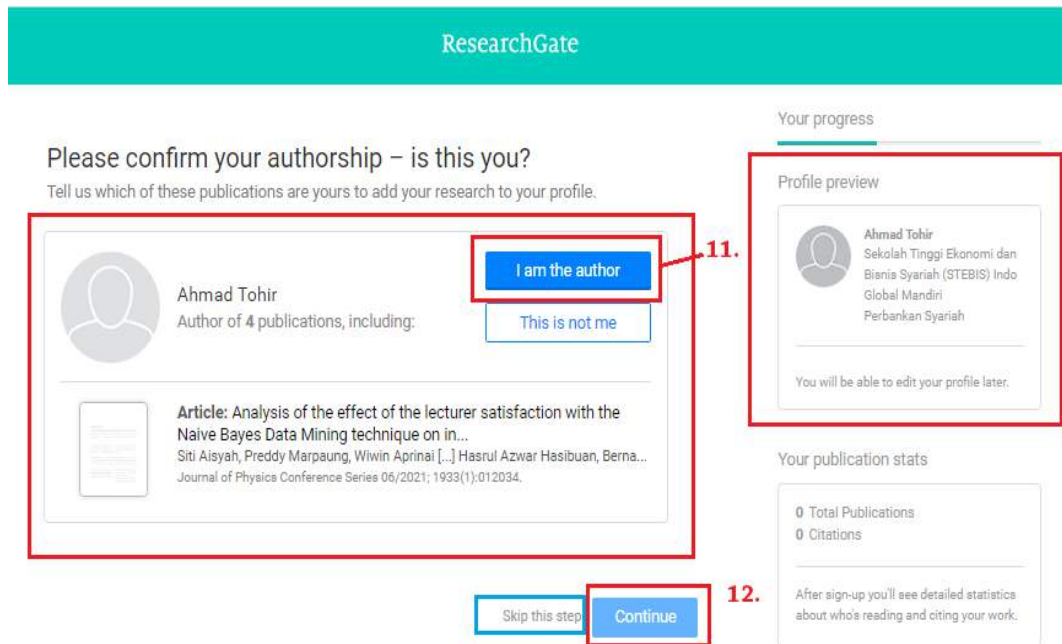 ResearchGate
Please confirm your authorship – is this you?
Tell us which of these publications are yours to add your research to your profile.
Ahmad Tohir
Author of 4 publications, including:
I am the author
This is not me
11.
Article: Analysis of the effect of the lecturer satisfaction with the
Naive Bayes Data Mining technique on in...
Siti Aisyah, Preddy Marpaung, Wiwin Aprinai [...] Hasrul Azwar Hasibuan, Berna...
Journal of Physics Conference Series 06/2021; 1933(1):012034.
Skip this step
Continue
12.
Your progress
Profile preview
Ahmad Tohir
Sekolah Tinggi Ekonomi dan
Bisnis Syariah (STEBIS) Indo
Global Mandiri
Perbankan Syariah
You will be able to edit your profile later.
Your publication stats
0 Total Publications
0 Citations
After sign-up you'll see detailed statistics
about who's reading and citing your work.